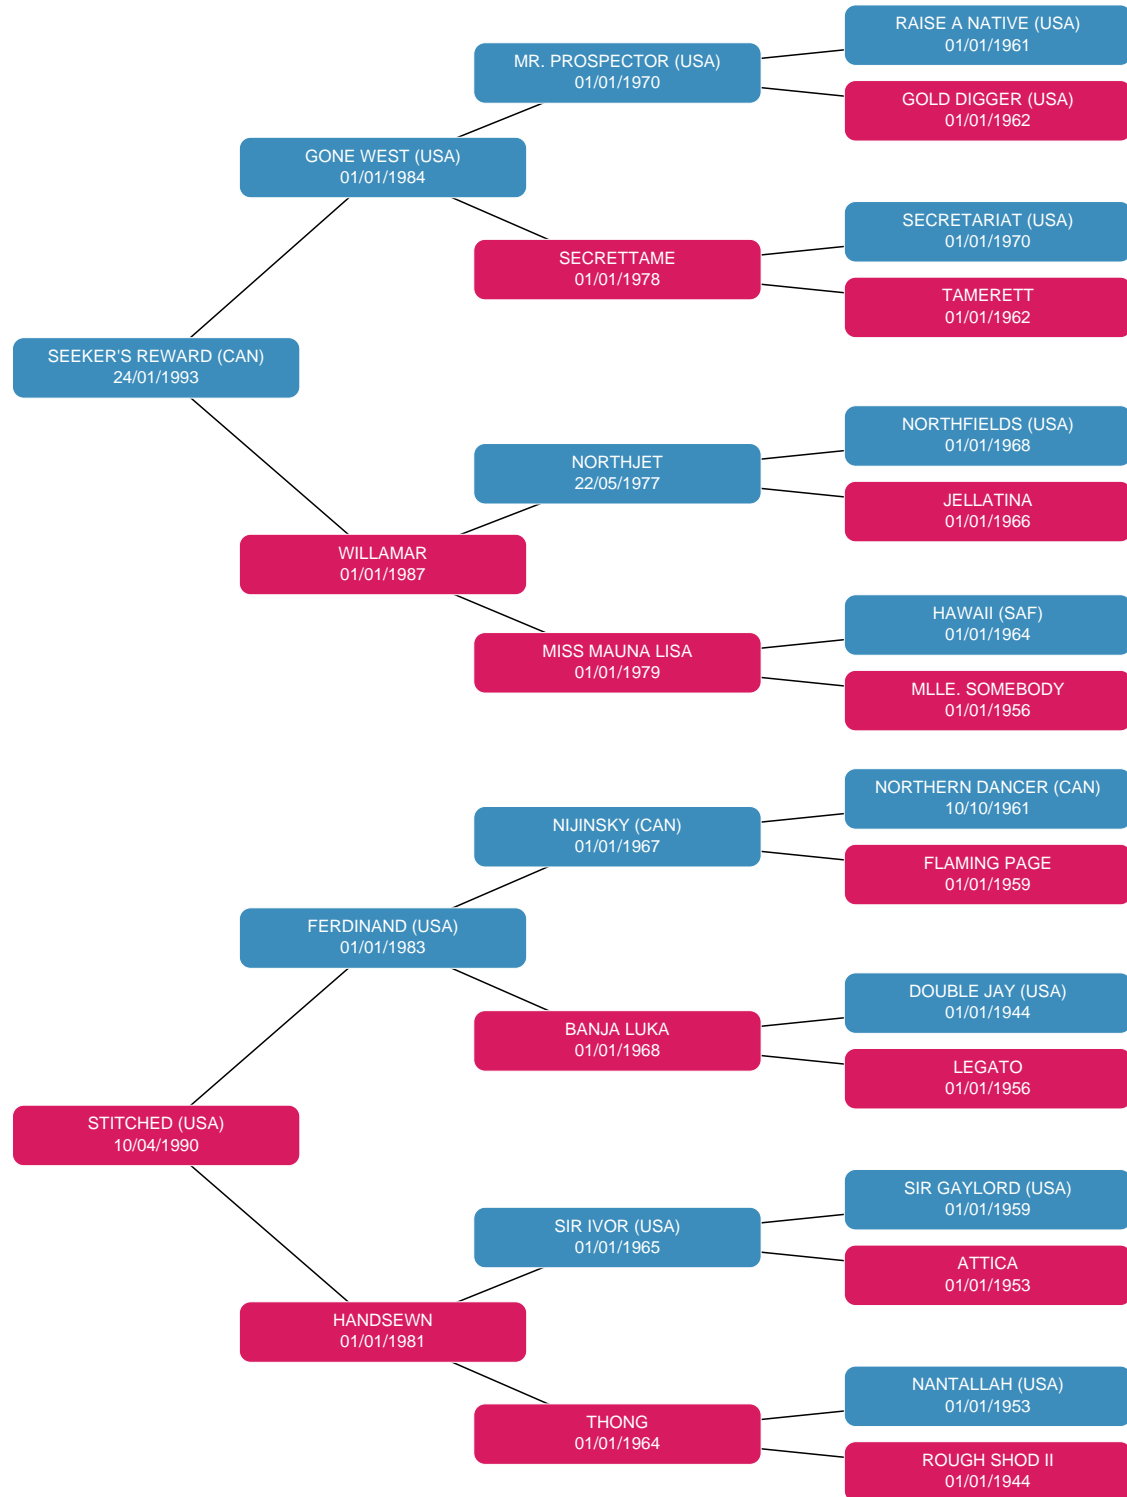 RAISE A NATIVE (USA)
01/01/1961
MR. PROSPECTOR (USA)
01/01/1970
GOLD DIGGER (USA)
01/01/1962
GONE WEST (USA)
01/01/1984
SECRETARIAT (USA)
01/01/1970
SECRETTAME
01/01/1978
TAMERETT
01/01/1962
SEEKER'S REWARD (CAN)
24/01/1993
NORTHFIELDS (USA)
01/01/1968
NORTHJET
22/05/1977
JELLATINA
01/01/1966
WILLAMAR
01/01/1987
HAWAII (SAF)
01/01/1964
MISS MAUNA LISA
01/01/1979
MLLE. SOMEBODY
01/01/1956
NORTHERN DANCER (CAN)
10/10/1961
NIJINSKY (CAN)
01/01/1967
FLAMING PAGE
01/01/1959
FERDINAND (USA)
01/01/1983
DOUBLE JAY (USA)
01/01/1944
BANJA LUKA
01/01/1968
LEGATO
01/01/1956
STITCHED (USA)
10/04/1990
SIR GAYLORD (USA)
01/01/1959
SIR IVOR (USA)
01/01/1965
ATTICA
01/01/1953
HANDSEWN
01/01/1981
NANTALLAH (USA)
01/01/1953
THONG
01/01/1964
ROUGH SHOD II
01/01/1944